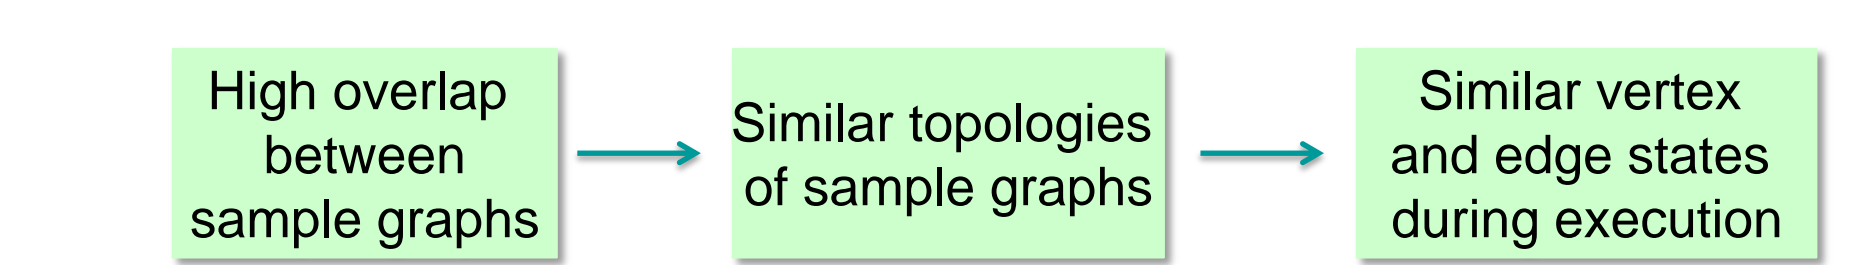 High overlap
between
sample graphs
Similar topologies
of sample graphs
Similar vertex
and edge states
during execution